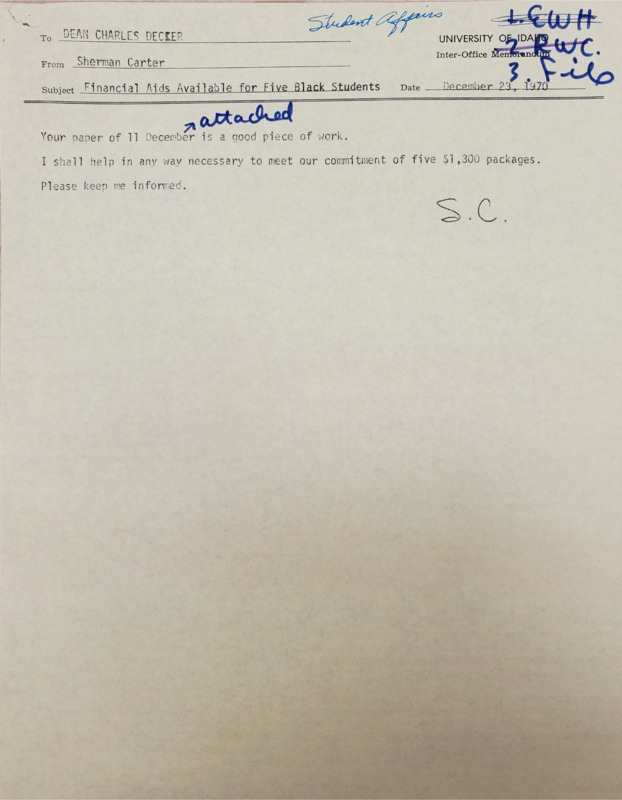 Student Affairs
1. EWH
2 RWC.
3. File
To DEAN CHARLES DECKER
UNIVERSITY OF IDAHO
Inter-Office Memorandum
From Sherman Carter
Subject Financial Aids Available for Five Black Students Date December 23, 1970
attached
Your paper of 11 December is a good piece of work.
I shall help in any way necessary to meet our commitment of five $1,300 packages.
Please keep me informed.
S.C.